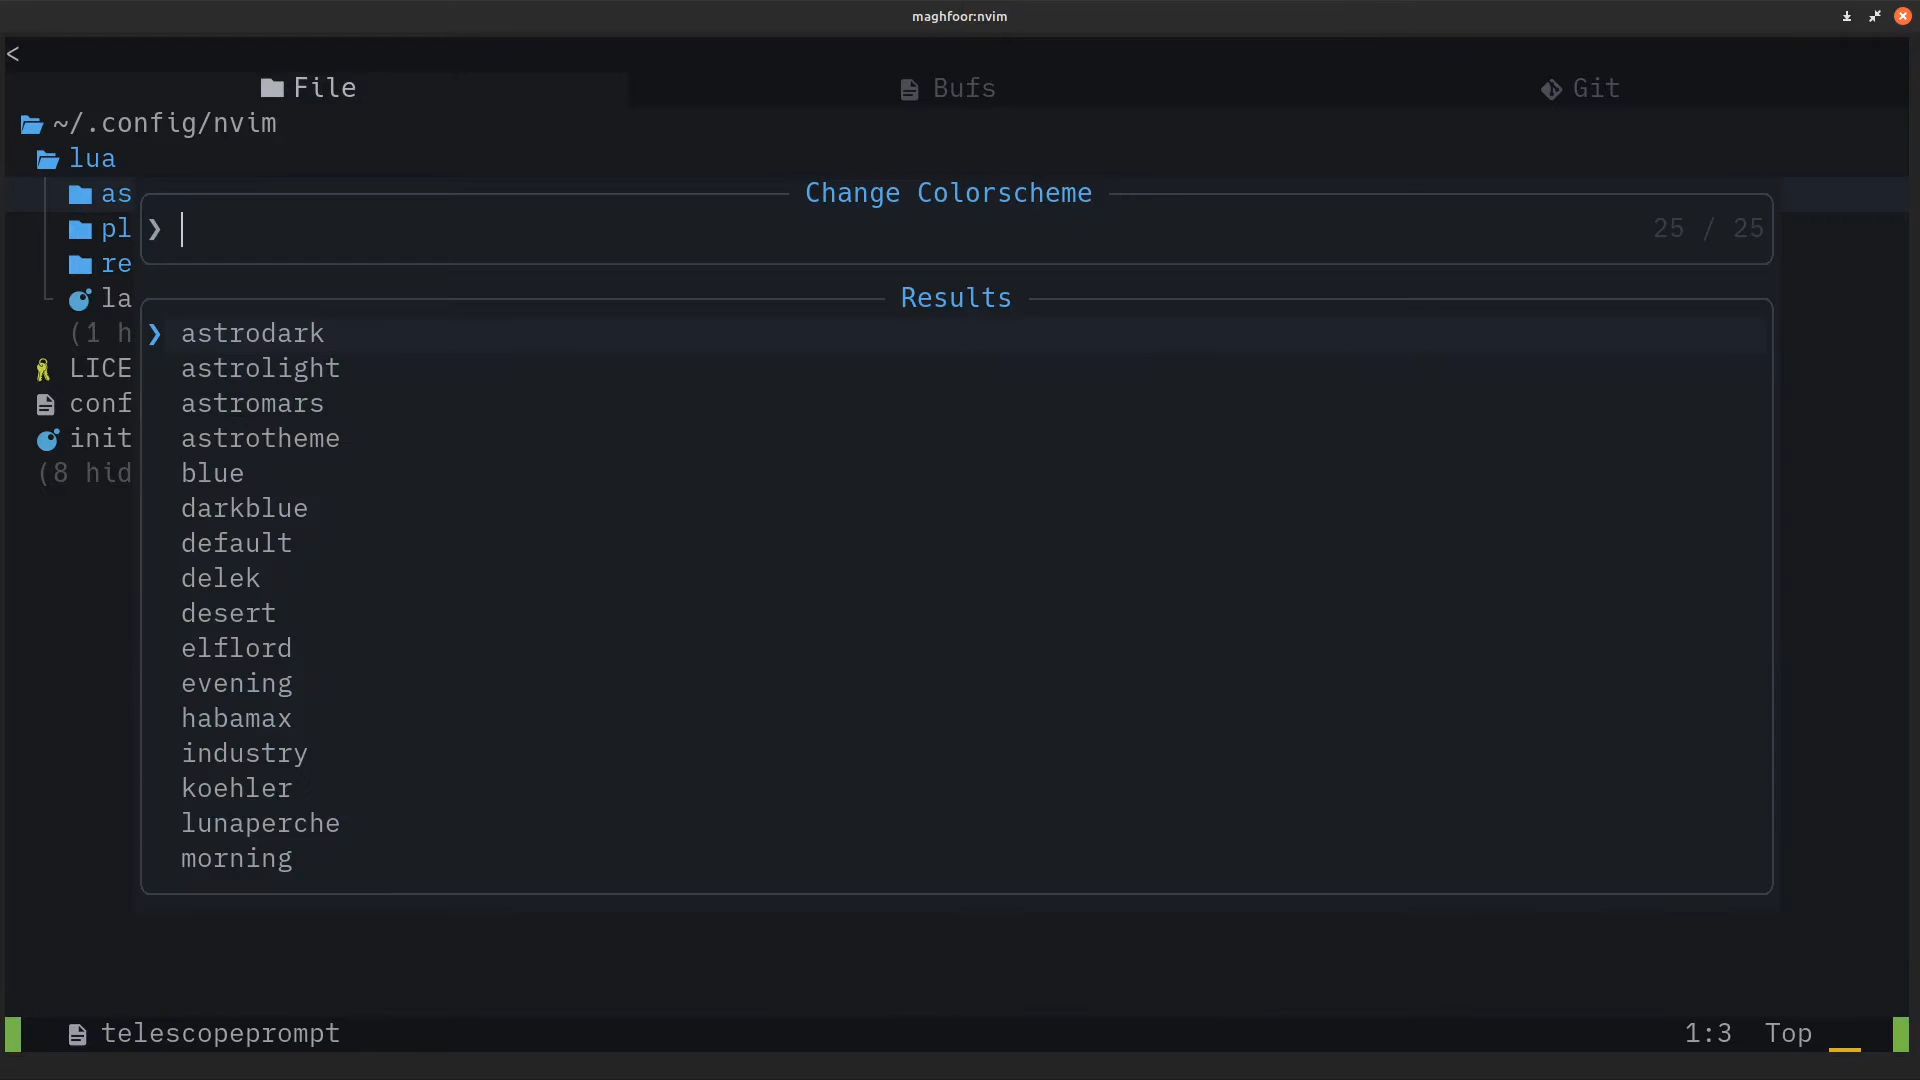 maghfoor:nvim
<
File Bufs Git
~/.config/nvim
lua
as
pl
re
la
(1 h
LICE
conf
init
(8 hid
Change Colorscheme
❯ 25 / 25
Results
❯ astrodark
astrolight
astromars
astrotheme
blue
darkblue
default
delek
desert
elflord
evening
habamax
industry
koehler
lunaperche
morning
telescopeprompt 1:3 Top